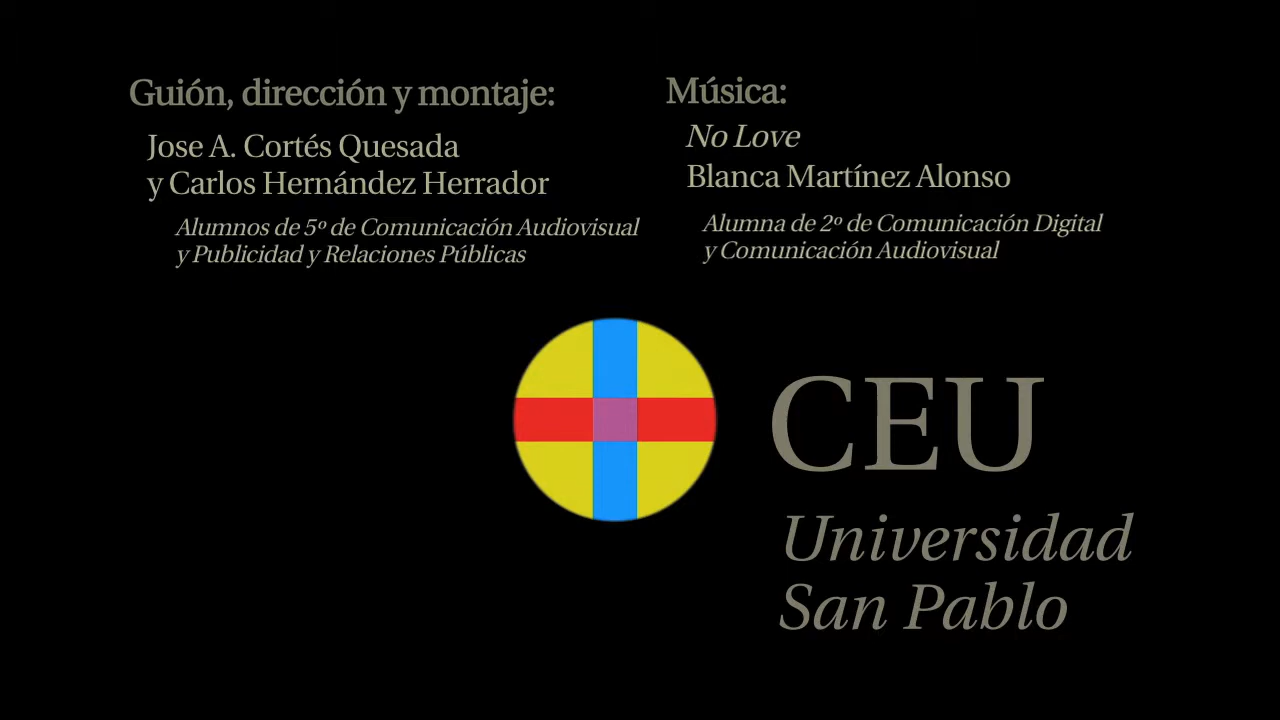 Guión, dirección y montaje:
Jose A. Cortés Quesada
y Carlos Hernández Herrador
Alumnos de 5º de Comunicación Audiovisual
y Publicidad y Relaciones Públicas
Música:
No Love
Blanca Martínez Alonso
Alumna de 2º de Comunicación Digital
y Comunicación Audiovisual
CEU
Universidad
San Pablo